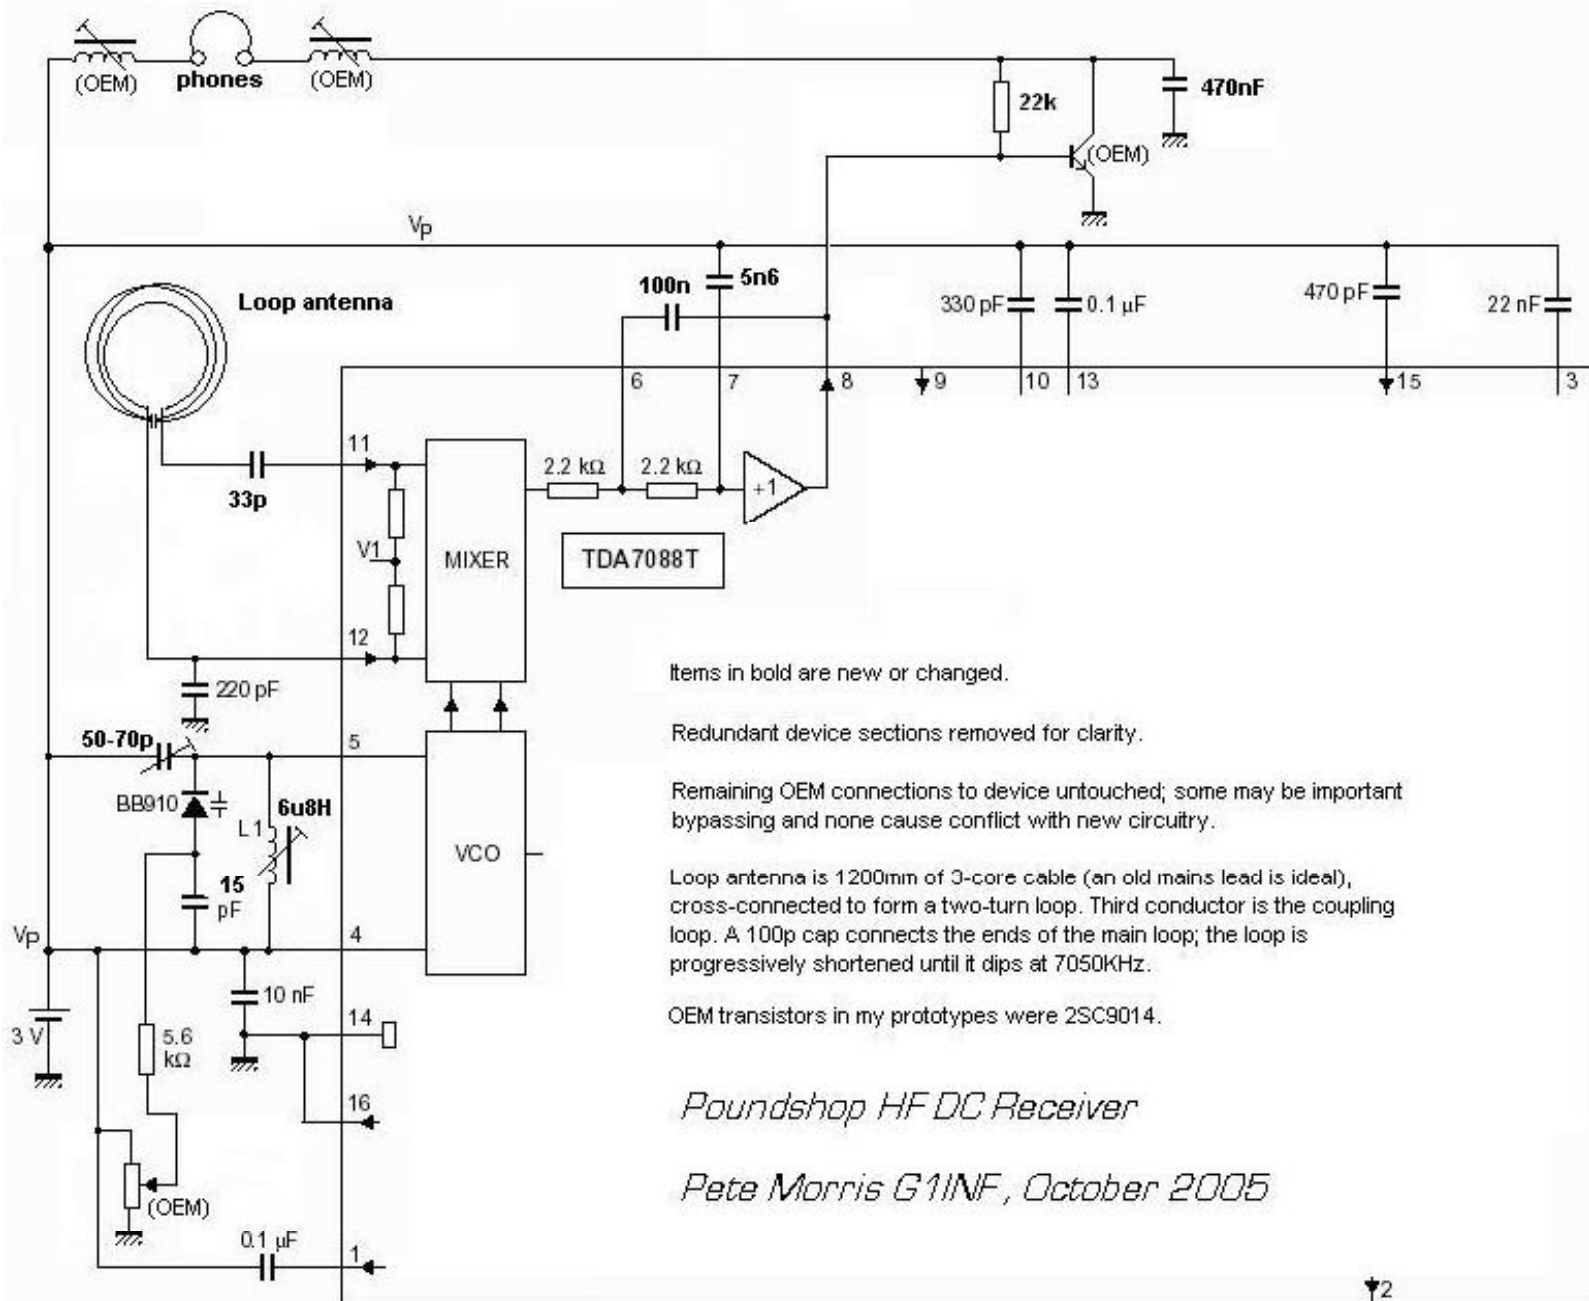 (OEM)
phones
(OEM)
22k
470nF
(OEM)
Vp
Loop antenna
100n
5n6
330 pF
0.1 µF
470 pF
22 nF
6
7
8
9
10
13
15
3
11
33p
V1
MIXER
2.2 kΩ
2.2 kΩ
+1
TDA7088T
12
220 pF
50-70p
5
BB910
L1
6u8H
15
pF
VCO
Vp
4
3 V
10 nF
14
5.6
kΩ
16
(OEM)
0.1 µF
1
Items in bold are new or changed.
Redundant device sections removed for clarity.
Remaining OEM connections to device untouched; some may be important
bypassing and none cause conflict with new circuitry.
Loop antenna is 1200mm of 3-core cable (an old mains lead is ideal),
cross-connected to form a two-turn loop. Third conductor is the coupling
loop. A 100p cap connects the ends of the main loop; the loop is
progressively shortened until it dips at 7050KHz.
OEM transistors in my prototypes were 2SC9014.
Poundshop HF DC Receiver
Pete Morris G1INF, October 2005
2